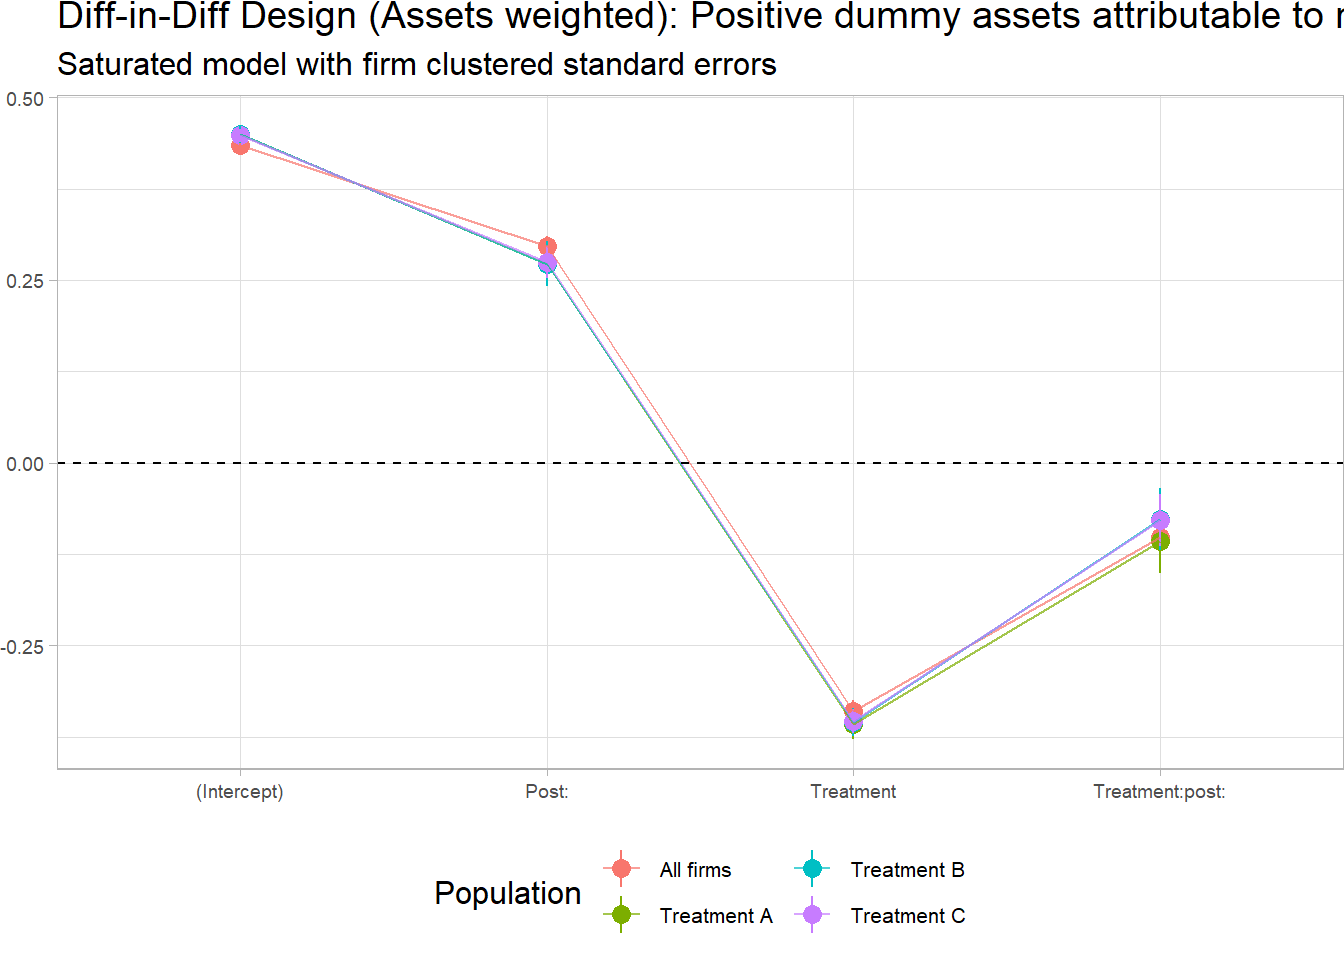 Diff-in-Diff Design (Assets weighted): Positive dummy assets attributable to
Saturated model with firm clustered standard errors
0.50
0.25
0.00
-0.25
(Intercept) Post: Treatment Treatment:post:
Population
All firms Treatment B
Treatment A Treatment C